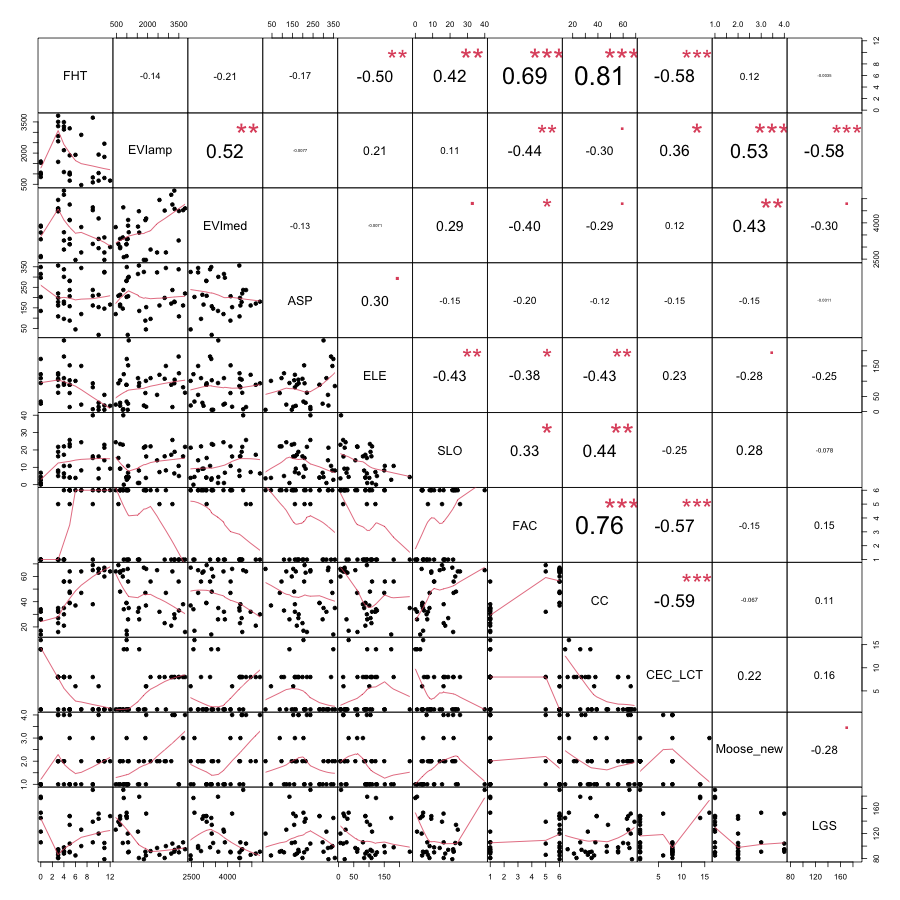 500 2000 3500 50 150 250 350 0 10 20 30 40 20 40 60 1.0 2.0 3.0 4.0
FHT -0.14 -0.21 -0.17 ** -0.50 ** 0.42 *** 0.69 *** 0.81 *** -0.58 0.12 0 2 4 6 8 10 12
500 2000 3500 EVIamp ** 0.52 -0.0077 0.21 0.11 ** -0.44 -0.30 * 0.36 *** 0.53 *** -0.58
EVImed -0.13 -0.0071 0.29 * -0.40 -0.29 0.12 ** 0.43 -0.30 2500 4000
50 150 250 350 ASP 0.30 -0.15 -0.20 -0.12 -0.15 -0.15
ELE ** -0.43 * -0.38 ** -0.43 0.23 -0.28 -0.25 0 50 150
0 10 20 30 40 SLO * 0.33 ** 0.44 -0.25 0.28 -0.078
FAC *** 0.76 *** -0.57 -0.15 0.15 1 2 3 4 5 6
20 40 60 CC *** -0.59 -0.067 0.11
CEC_LCT 0.22 0.16 5 10 15
1.0 2.0 3.0 4.0 Moose_new -0.28
LGS 80 120 160
0 2 4 6 8 12 2500 4000 0 50 150 1 2 3 4 5 6 5 10 15 80 120 160